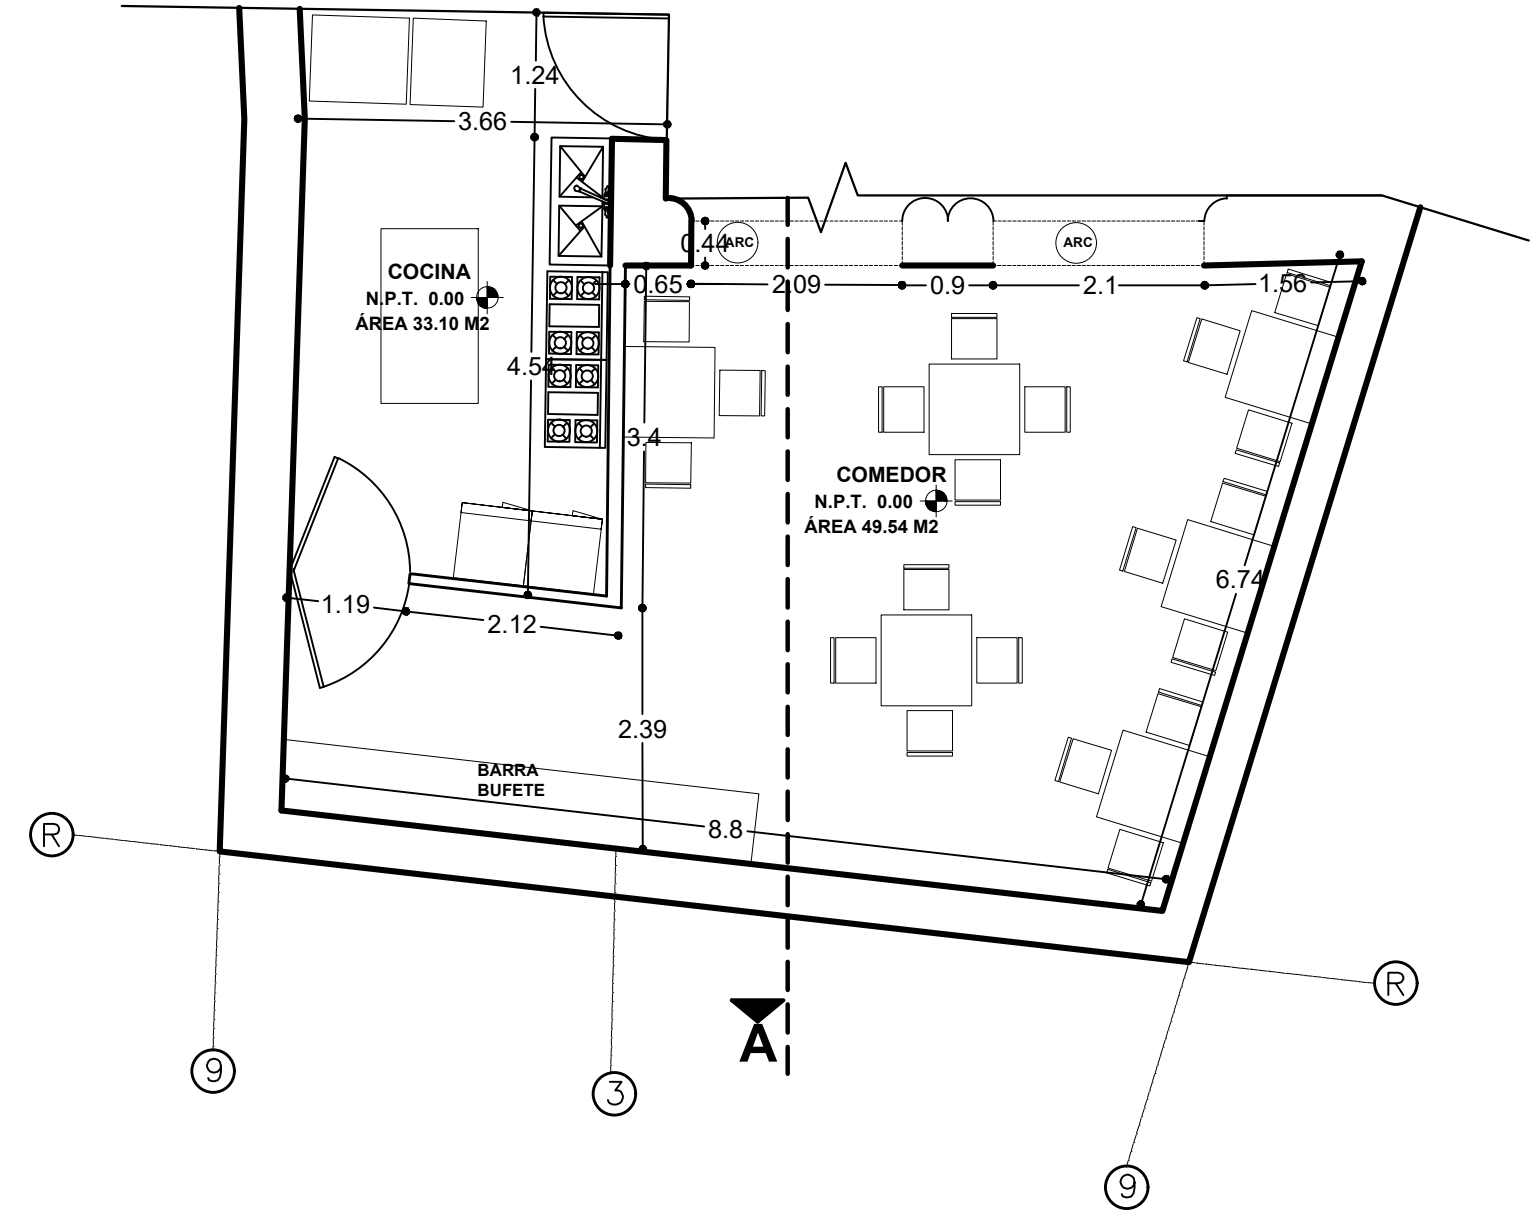 1.24
3.66
0.44
ARC
ARC
COCINA
N.P.T. 0.00
ÁREA 33.10 M2
0.65
2.09
0.9
2.1
1.56
4.54
3.4
COMEDOR
N.P.T. 0.00
ÁREA 49.54 M2
6.74
1.19
2.12
2.39
BARRA
BUFETE
8.8
R
R
A
9
3
9